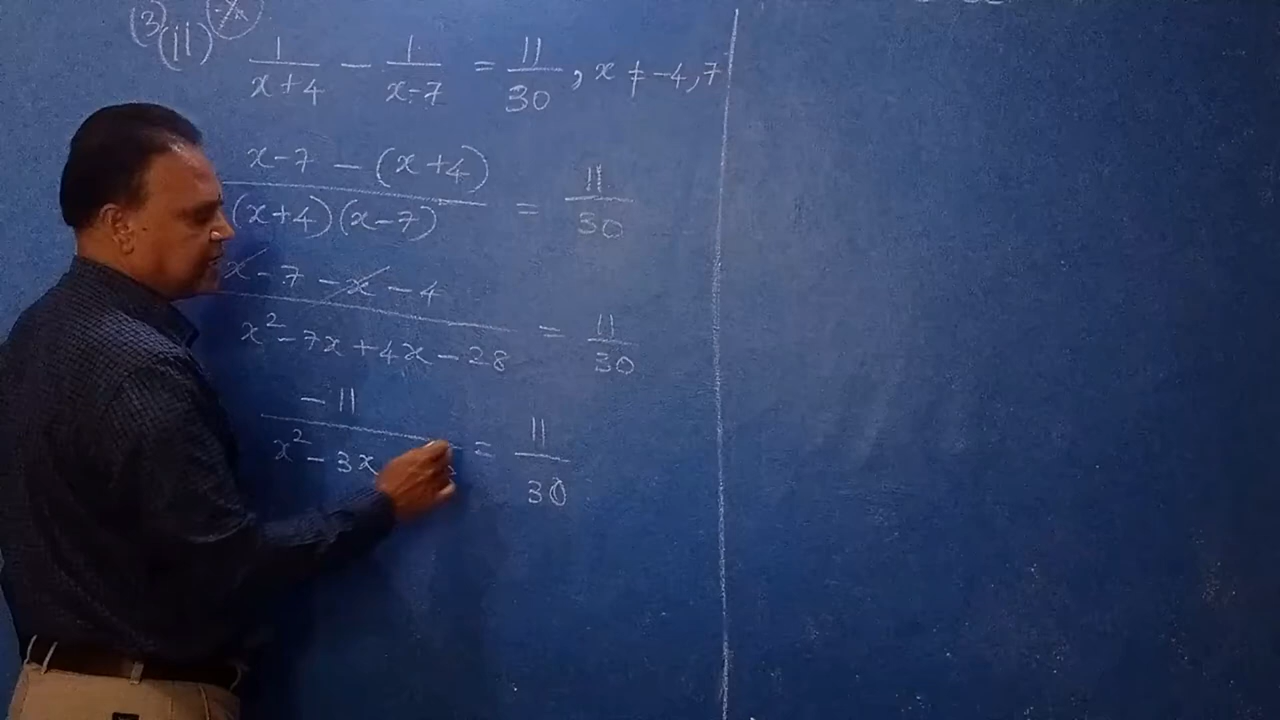 (3)
(ii)
1/(x+4) - 1/(x-7) = 11/30, x ≠ -4, 7
(x-7 - (x+4))/((x+4)(x-7)) = 11/30
(x - 7 - x - 4)/(x² - 7x + 4x - 28) = 11/30
-11/(x² - 3x = 11/30